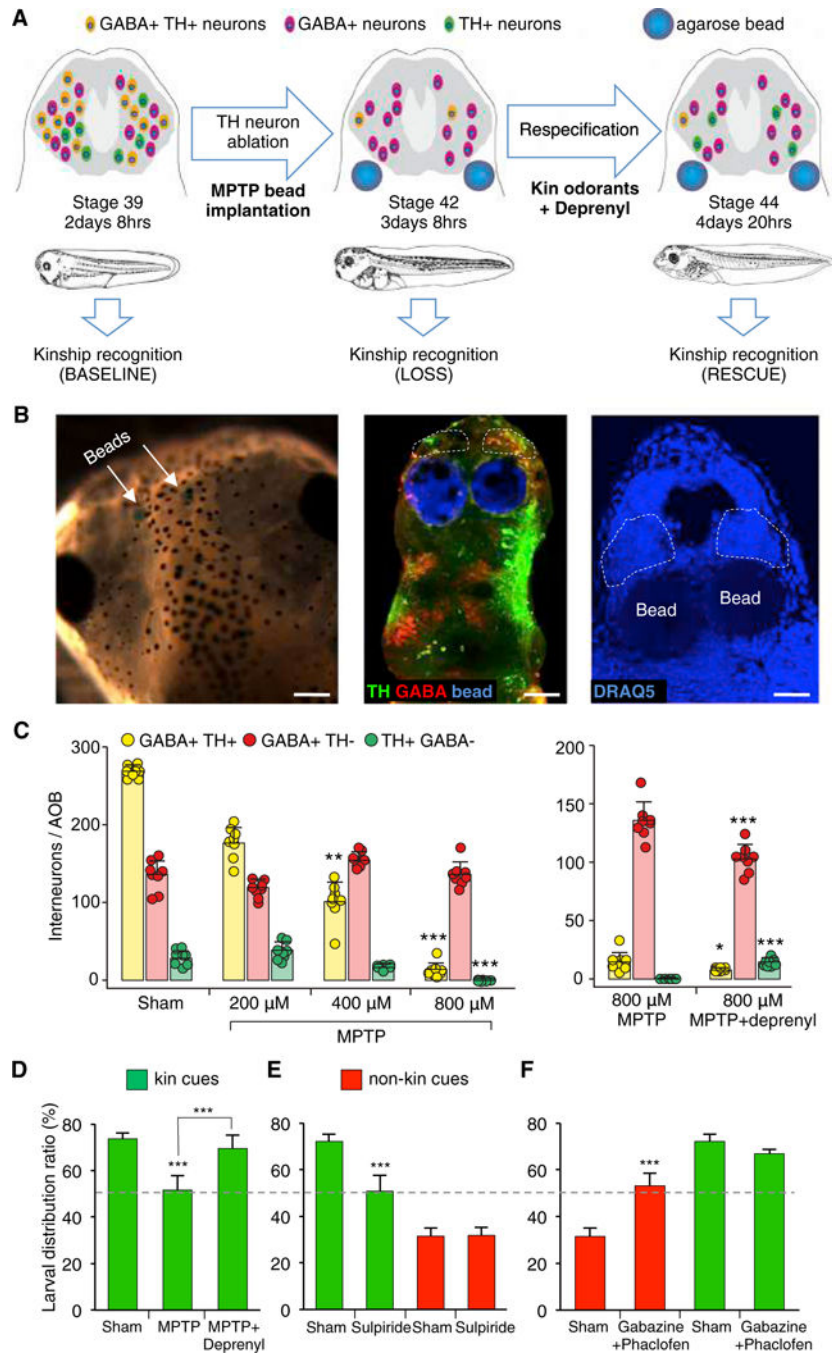 A
GABA+ TH+ neurons
GABA+ neurons
TH+ neurons
agarose bead
TH neuron
ablation
MPTP bead
implantation
Respecification
Kin odorants
+ Deprenyl
Stage 39
2days 8hrs
Stage 42
3days 8hrs
Stage 44
4days 20hrs
Kinship recognition
(BASELINE)
Kinship recognition
(LOSS)
Kinship recognition
(RESCUE)
B
Beads
TH GABA bead
Bead
Bead
DRAQ5
C
GABA+ TH+
GABA+ TH-
TH+ GABA-
Interneurons / AOB
300
200
100
0
**
***
***
Sham
200 µM
400 µM
800 µM
MPTP
200
150
100
50
0
***
*
***
800 µM
MPTP
800 µM
MPTP+deprenyl
D
kin cues
E
non-kin cues
F
Larval distribution ratio (%)
80
60
40
20
0
***
***
Sham
MPTP
MPTP+
Deprenyl
80
60
40
20
0
***
Sham
Sulpiride
Sham
Sulpiride
80
60
40
20
0
***
Sham
Gabazine
+Phaclofen
Sham
Gabazine
+Phaclofen